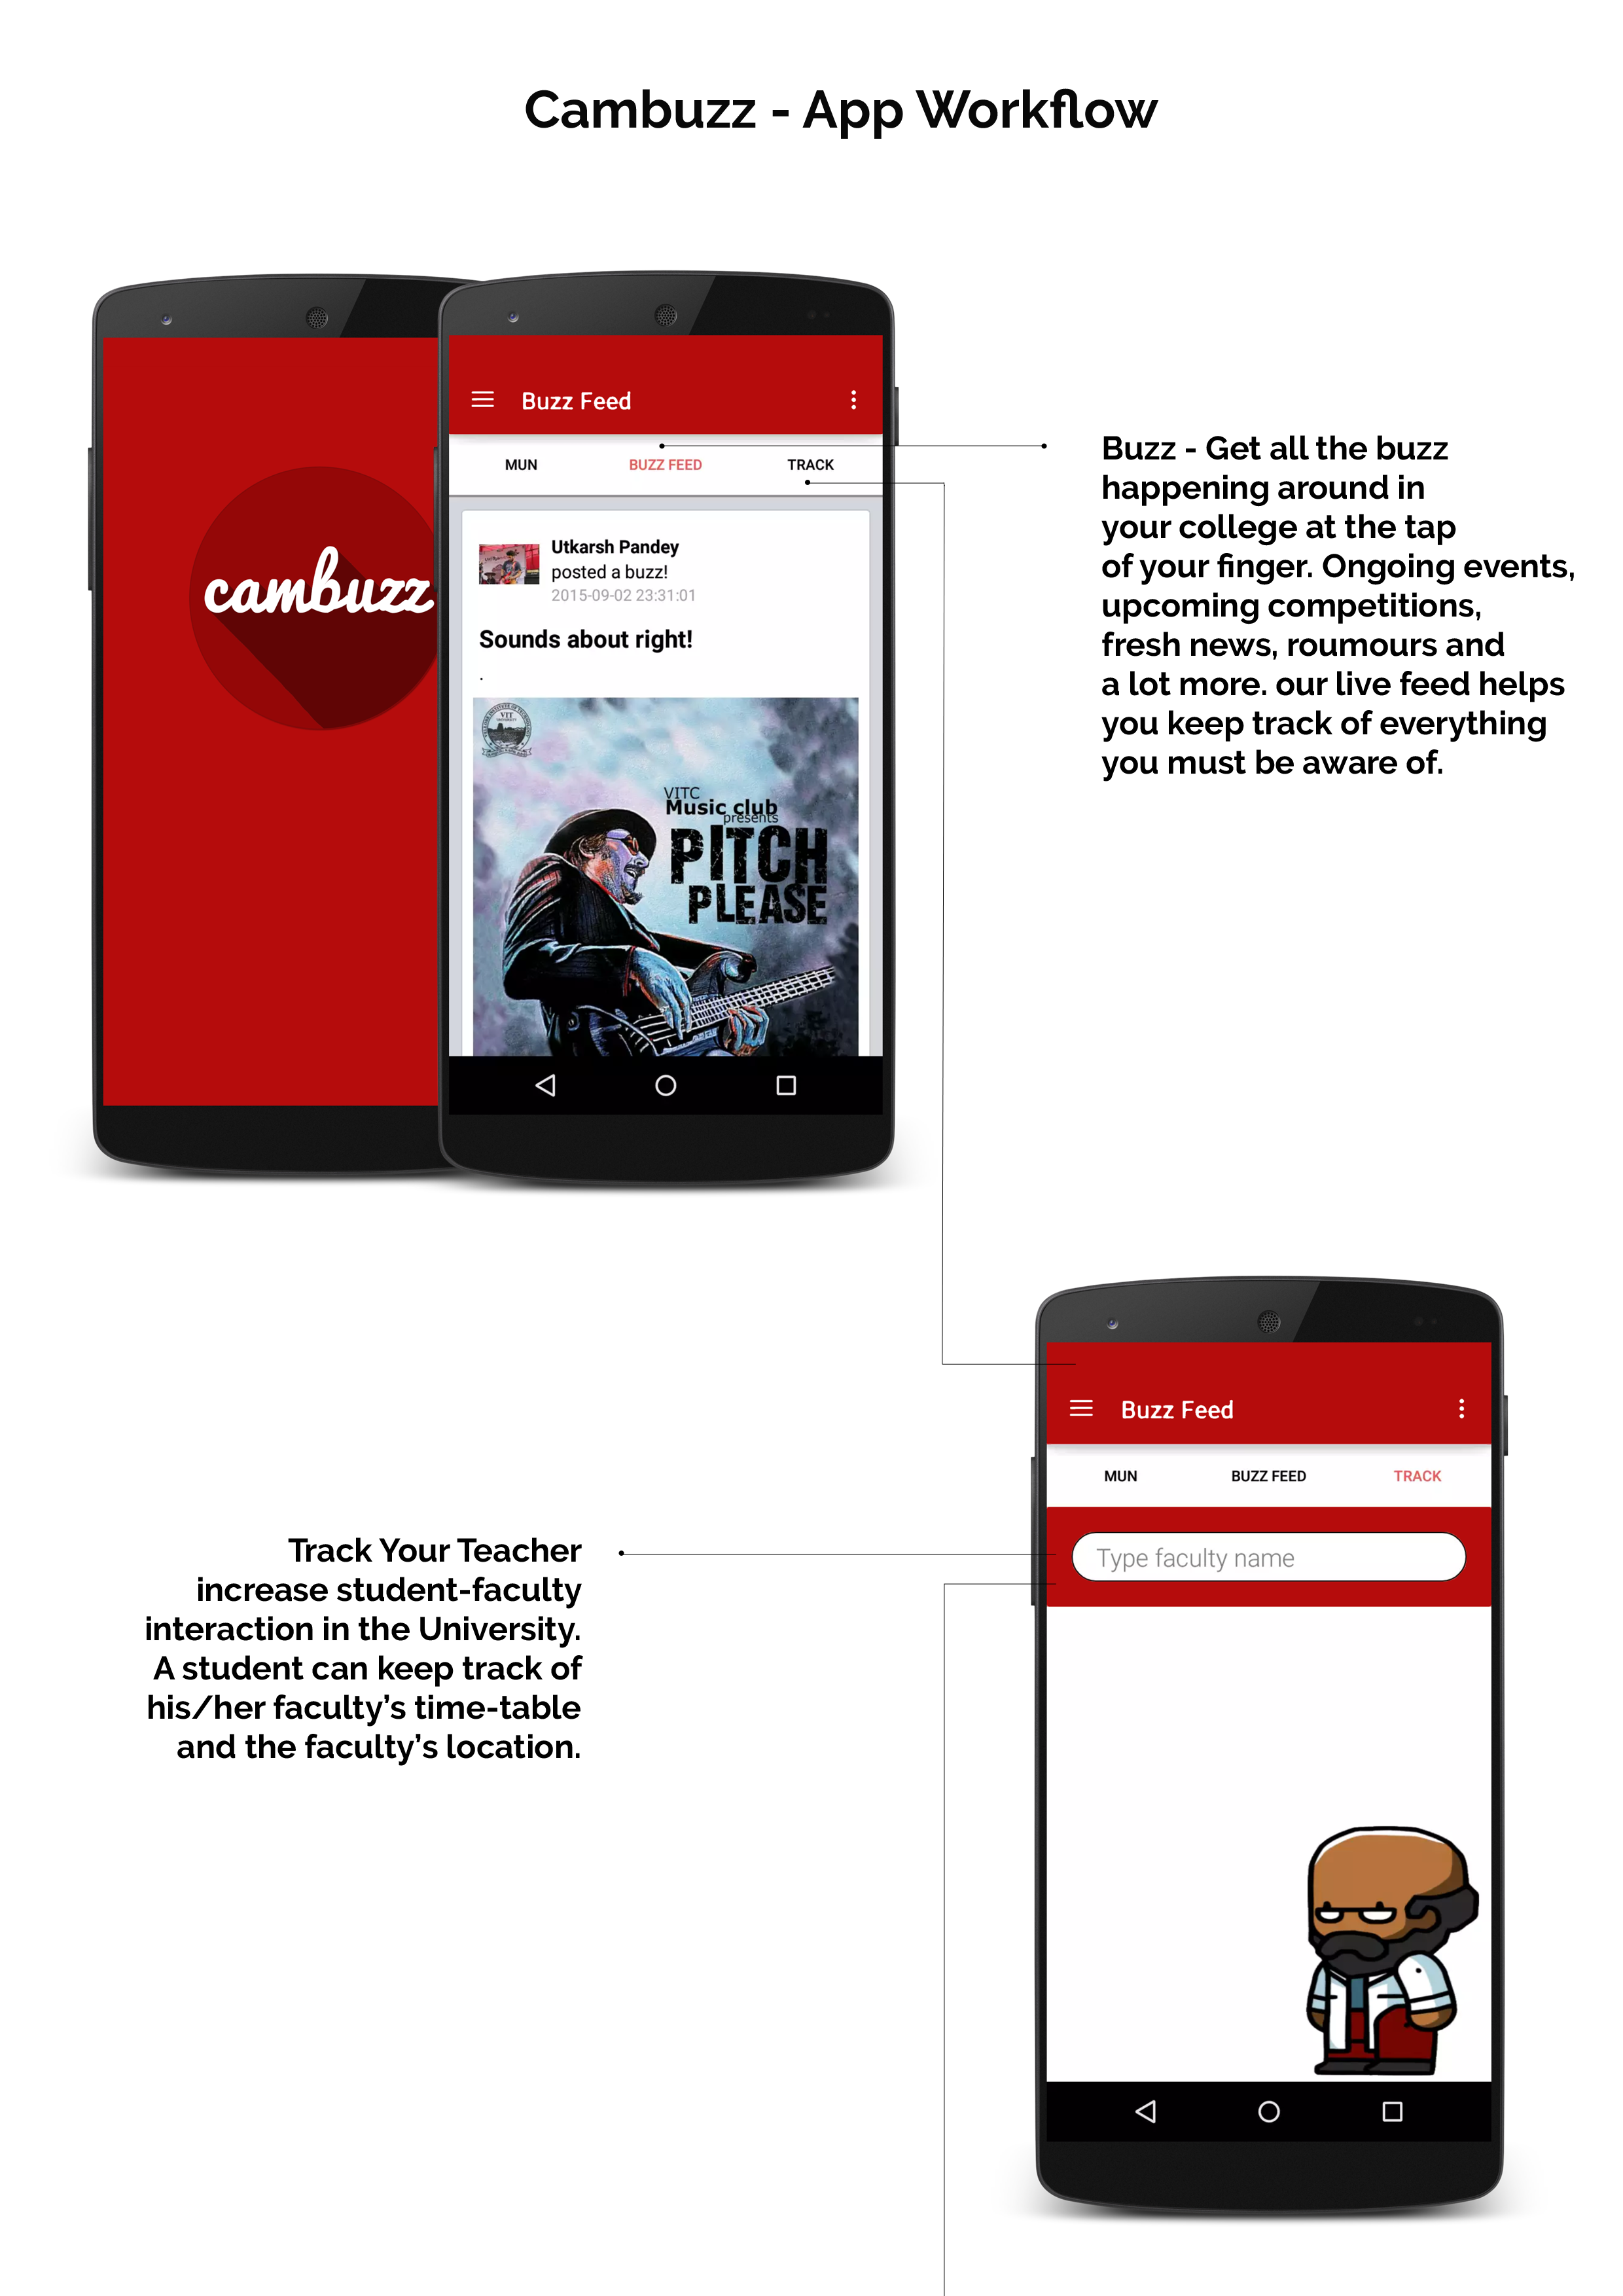 Cambuzz - App Workflow
cambuzz
Buzz Feed
MUN
BUZZ FEED
TRACK
Utkarsh Pandey
posted a buzz!
2015-09-02 23:31:01
Sounds about right!
.
VIT
UNIVERSITY
VITC
Music club
presents
PITCH
PLEASE
Buzz - Get all the buzz
happening around in
your college at the tap
of your finger. Ongoing events,
upcoming competitions,
fresh news, roumours and
a lot more. our live feed helps
you keep track of everything
you must be aware of.
Buzz Feed
MUN
BUZZ FEED
TRACK
Type faculty name
Track Your Teacher
increase student-faculty
interaction in the University.
A student can keep track of
his/her faculty's time-table
and the faculty's location.